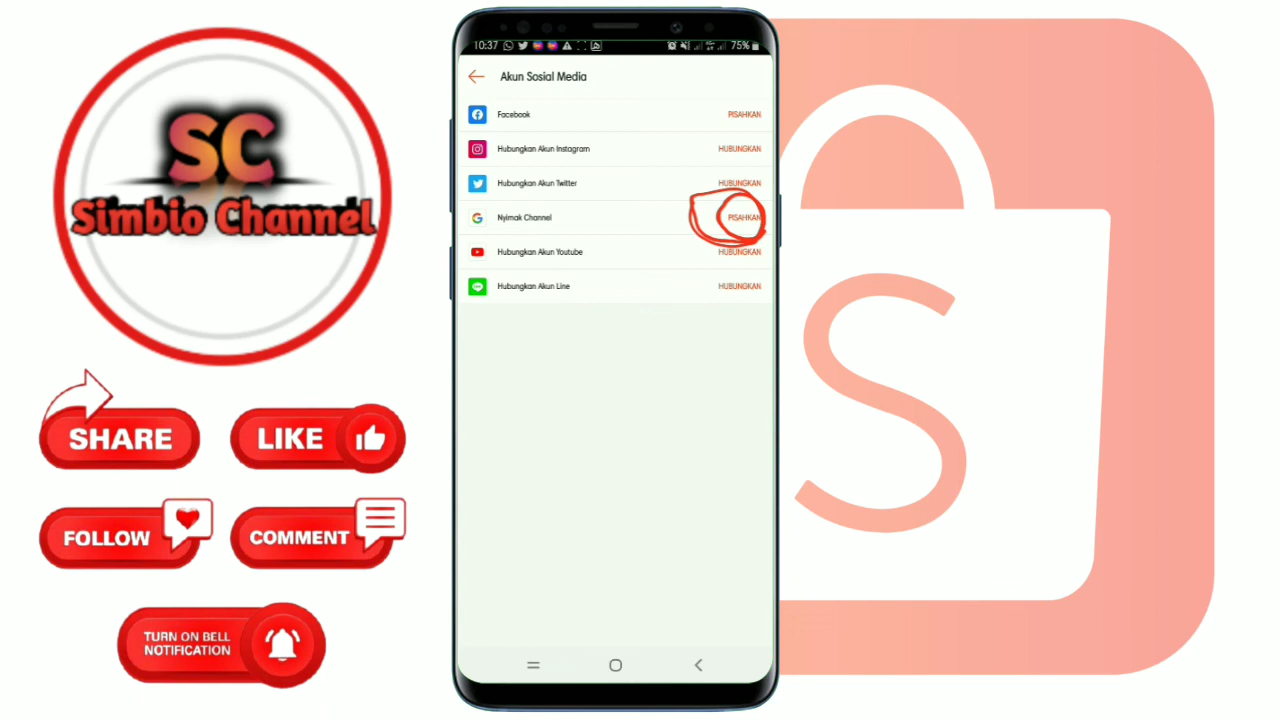 SC
Simbio Channel
SHARE
LIKE
FOLLOW
COMMENT
TURN ON BELL
NOTIFICATION
10:37
75%
Akun Sosial Media
Facebook
PISAHKAN
Hubungkan Akun Instagram
HUBUNGKAN
Hubungkan Akun Twitter
HUBUNGKAN
Nyimak Channel
PISAHKAN
Hubungkan Akun Youtube
HUBUNGKAN
Hubungkan Akun Line
HUBUNGKAN
S